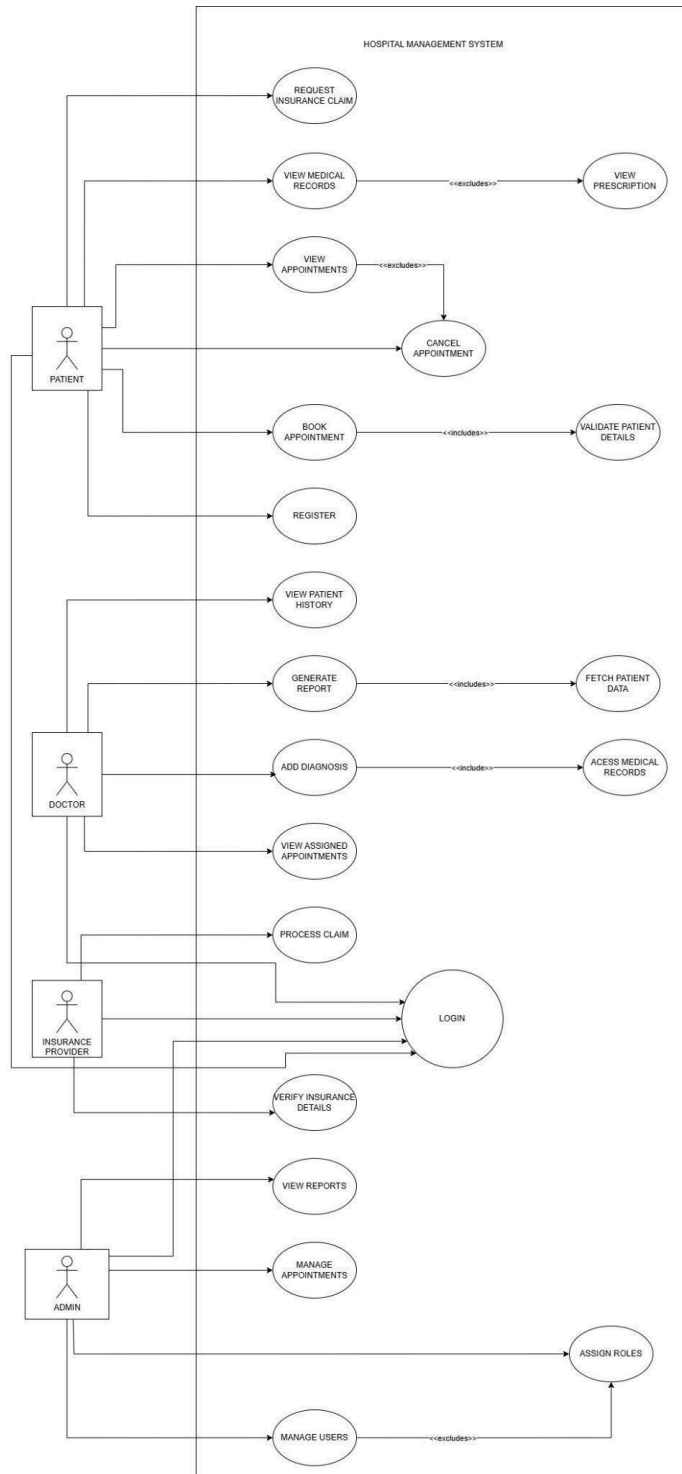 HOSPITAL MANAGEMENT SYSTEM
REQUEST
INSURANCE CLAIM
VIEW MEDICAL
RECORDS
<<excludes>>
VIEW
PRESCRIPTION
VIEW
APPOINTMENTS
<<excludes>>
CANCEL
APPOINTMENT
PATIENT
BOOK
APPOINTMENT
<<includes>>
VALIDATE PATIENT
DETAILS
REGISTER
VIEW PATIENT
HISTORY
GENERATE
REPORT
<<includes>>
FETCH PATIENT
DATA
ADD DIAGNOSIS
<<include>>
ACESS MEDICAL
RECORDS
DOCTOR
VIEW ASSIGNED
APPOINTMENTS
PROCESS CLAIM
INSURANCE
PROVIDER
LOGIN
VERIFY INSURANCE
DETAILS
VIEW REPORTS
MANAGE
APPOINTMENTS
ADMIN
ASSIGN ROLES
MANAGE USERS
<<excludes>>